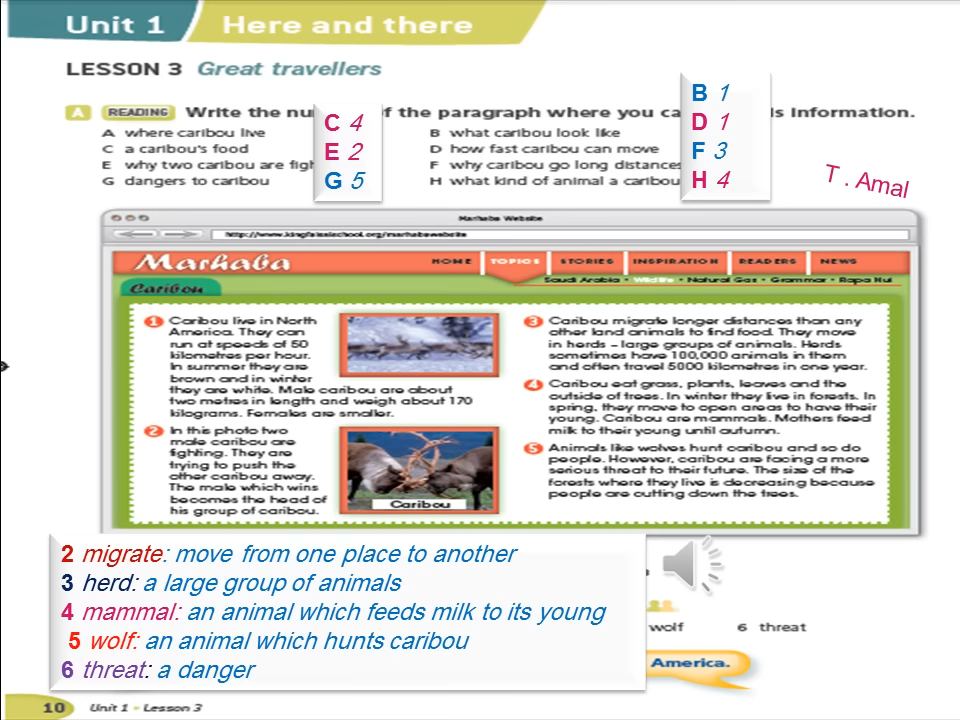 Unit 1 Here and there
LESSON 3 Great travellers
A READING Write the nu of the paragraph where you ca is information.
A where caribou live
B what caribou look like
C a caribou's food
D how fast caribou can move
E why two caribou are figh
F why caribou go long distances
G dangers to caribou
H what kind of animal a caribou
C 4
E 2
G 5
B 1
D 1
F 3
H 4
T . Amal
Marhaba Website
http://www.kingfaisalschool.org/marhabawebsite
Marhaba HOME TOPICS STORIES INSPIRATION READERS NEWS
Saudi Arabia • Wildlife • Natural Gas • Grammar • Rapa Nui
Caribou
1 Caribou live in North
America. They can
run at speeds of 50
kilometres per hour.
In summer they are
brown and in winter
they are white. Male caribou are about
two metres in length and weigh about 170
kilograms. Females are smaller.
2 In this photo two
male caribou are
fighting. They are
trying to push the
other caribou away.
The male which wins
becomes the head of
his group of caribou.
Caribou
3 Caribou migrate longer distances than any
other land animals to find food. They move
in herds – large groups of animals. Herds
sometimes have 100,000 animals in them
and often travel 5000 kilometres in one year.
4 Caribou eat grass, plants, leaves and the
outside of trees. In winter they live in forests. In
spring, they move to open areas to have their
young. Caribou are mammals. Mothers feed
milk to their young until autumn.
5 Animals like wolves hunt caribou and so do
people. However, caribou are facing a more
serious threat to their future. The size of the
forests where they live is decreasing because
people are cutting down the trees.
2 migrate: move from one place to another
3 herd: a large group of animals
4 mammal: an animal which feeds milk to its young
5 wolf: an animal which hunts caribou
6 threat: a danger
wolf 6 threat
America.
10 Unit 1 • Lesson 3